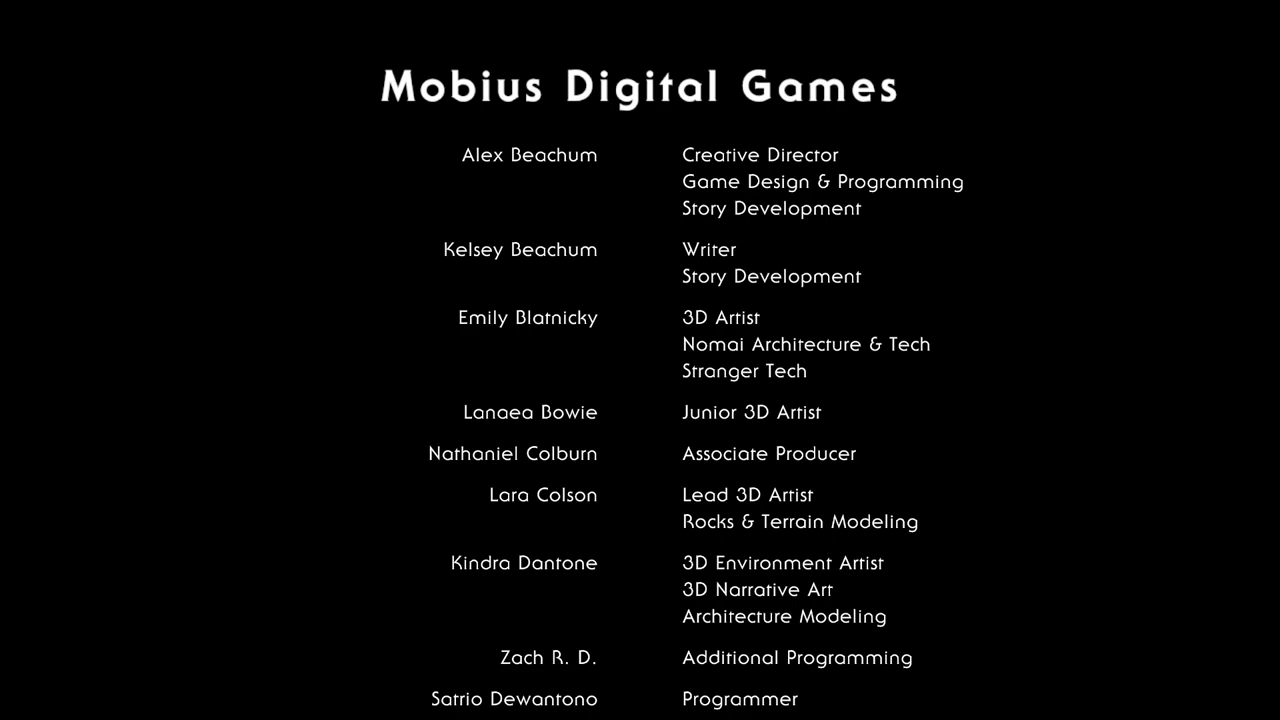 Mobius Digital Games
Alex Beachum Creative Director
Game Design & Programming
Story Development
Kelsey Beachum Writer
Story Development
Emily Blatnicky 3D Artist
Nomai Architecture & Tech
Stranger Tech
Lanaea Bowie Junior 3D Artist
Nathaniel Colburn Associate Producer
Lara Colson Lead 3D Artist
Rocks & Terrain Modeling
Kindra Dantone 3D Environment Artist
3D Narrative Art
Architecture Modeling
Zach R. D. Additional Programming
Satrio Dewantono Programmer